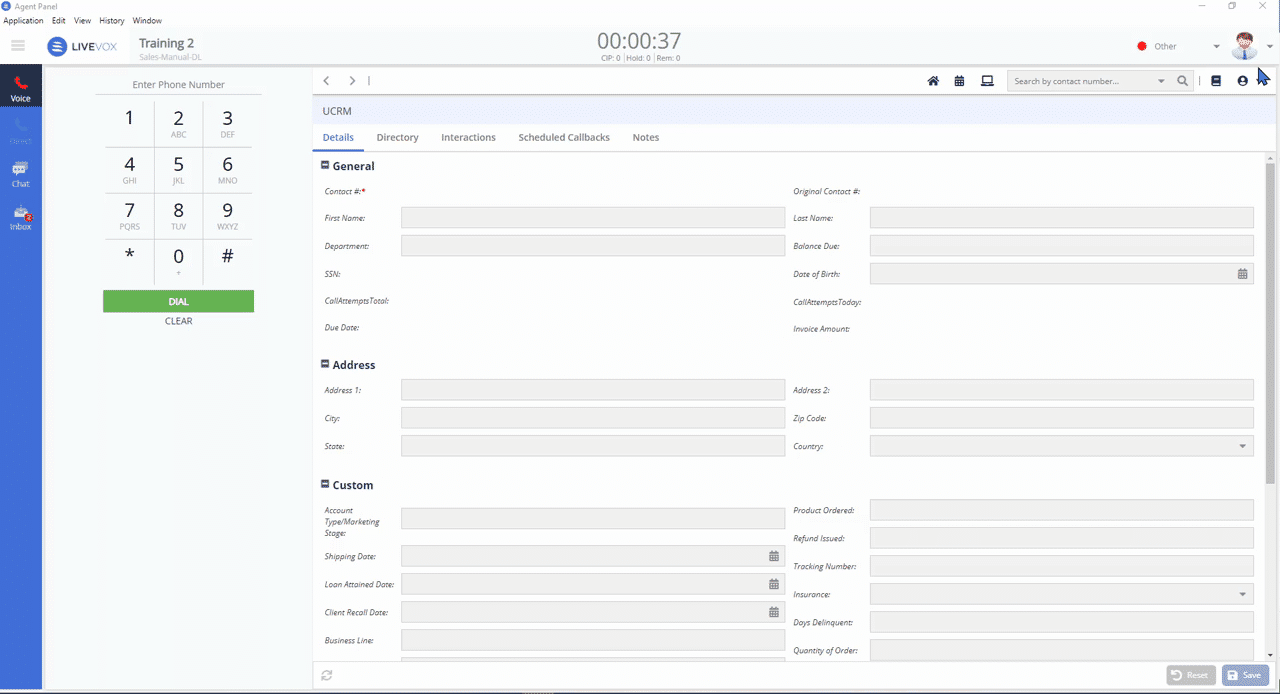 Agent Panel
Application Edit View History Window
LIVEVOX
Training 2
Sales-Manual-DL
00:00:37
CIP: 0 | Hold: 0 | Rem: 0
Other
Voice
Direct
Chat
2
Inbox
Enter Phone Number
1 2 3
ABC DEF
4 5 6
GHI JKL MNO
7 8 9
PQRS TUV WXYZ
* 0 #
+
DIAL
CLEAR
Search by contact number...
UCRM
Details Directory Interactions Scheduled Callbacks Notes
General
Contact #:* Original Contact #:
First Name: Last Name:
Department: Balance Due:
SSN: Date of Birth:
CallAttemptsTotal: CallAttemptsToday:
Due Date: Invoice Amount:
Address
Address 1: Address 2:
City: Zip Code:
State: Country:
Custom
Account
Type/Marketing
Stage:
Product Ordered:
Shipping Date: Refund Issued:
Loan Attained Date: Tracking Number:
Client Recall Date: Insurance:
Business Line: Days Delinquent:
Quantity of Order:
Reset Save